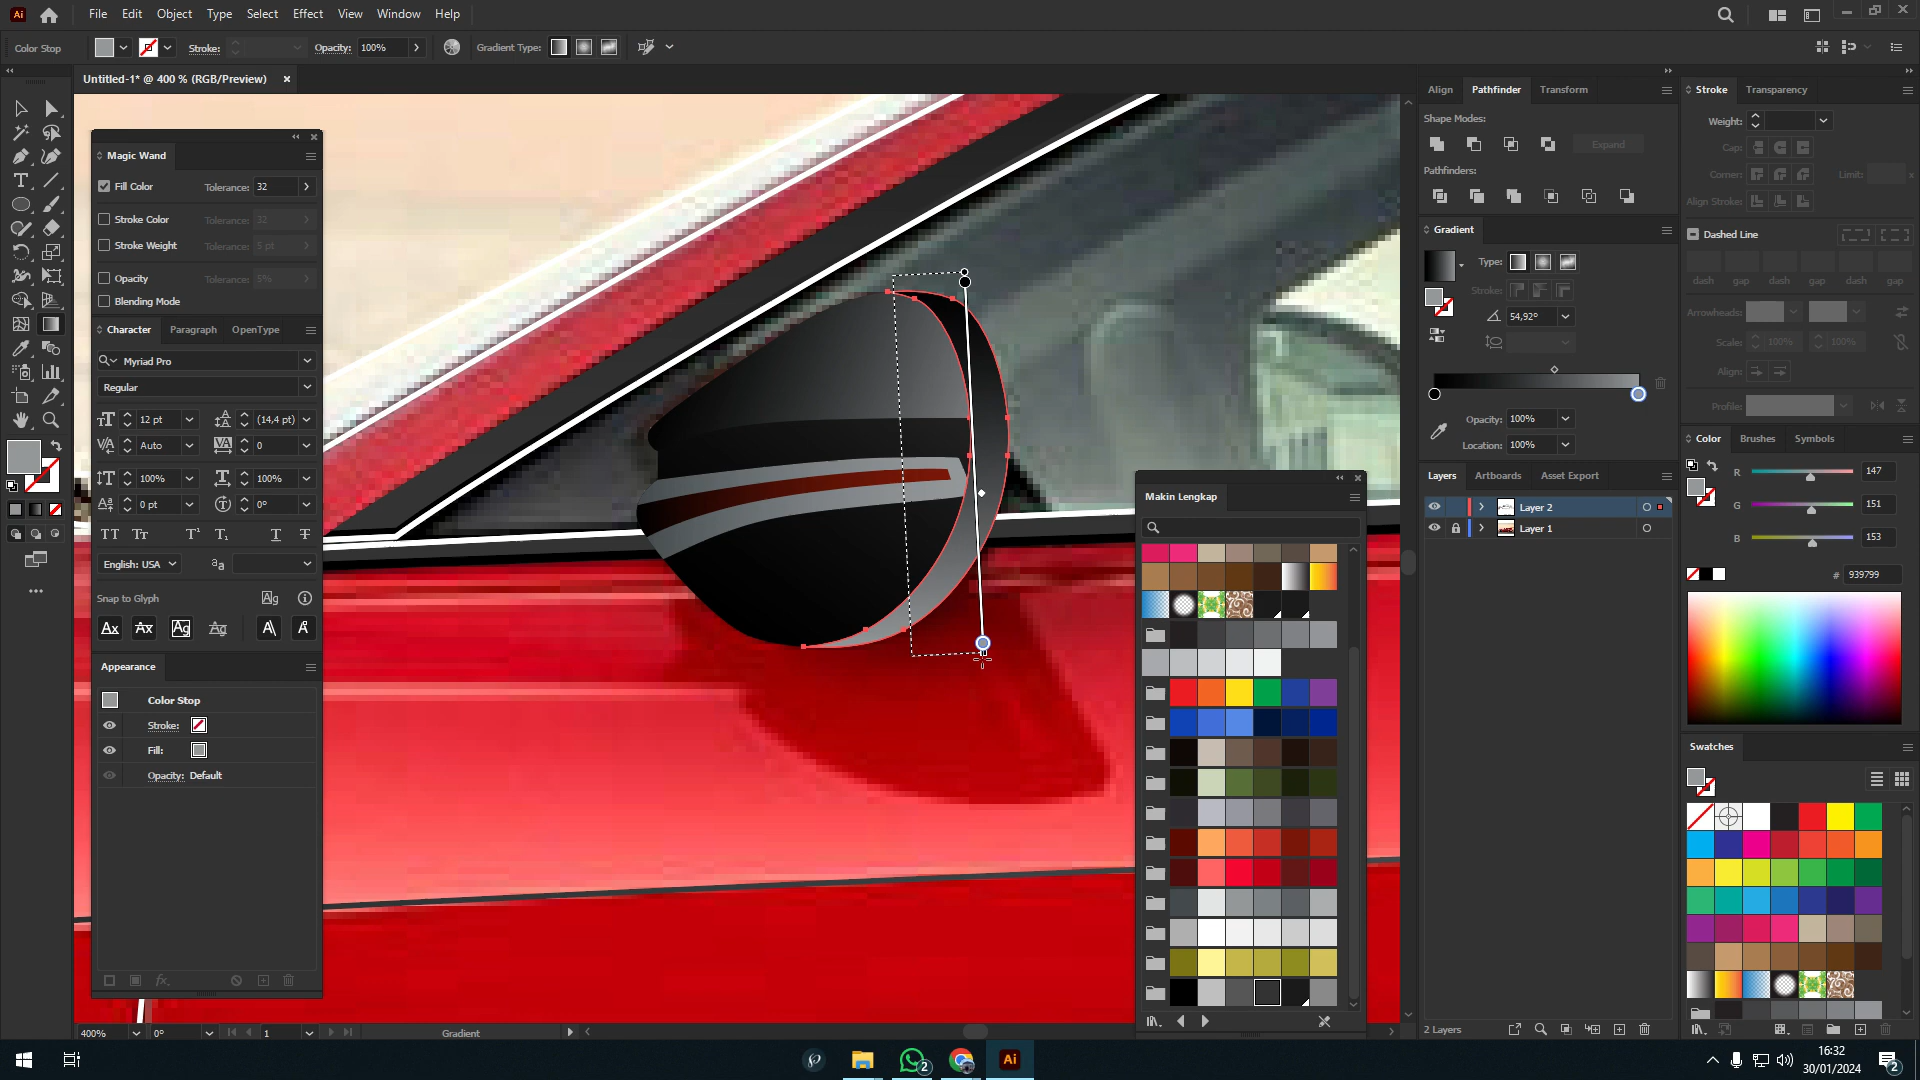 Ai
File Edit Object Type Select Effect View Window Help
Color Stop
Stroke:
Opacity: 100%
Gradient Type:
Untitled-1* @ 400 % (RGB/Preview)
Magic Wand
Fill Color Tolerance: 32
Stroke Color Tolerance: 32
Stroke Weight Tolerance: 5 pt
Opacity Tolerance: 5%
Blending Mode
Character Paragraph OpenType
Myriad Pro
Regular
12 pt (14,4 pt)
Auto 0
100% 100%
0 pt 0°
English: USA
Snap to Glyph
Appearance
Color Stop
Stroke:
Fill:
Opacity: Default
Makin Lengkap
Align Pathfinder Transform
Shape Modes:
Expand
Pathfinders:
Gradient
Type:
Stroke:
54,92°
Opacity: 100%
Location: 100%
Layers Artboards Asset Export
Layer 2
Layer 1
2 Layers
Stroke Transparency
Weight:
Cap:
Corner: Limit: x
Align Stroke:
Dashed Line
dash gap dash gap dash gap
Arrowheads:
Scale: 100% 100%
Align:
Profile:
Color Brushes Symbols
R 147
G 151
B 153
# 939799
Swatches
400% 0° 1 Gradient
16:32
30/01/2024
2
2